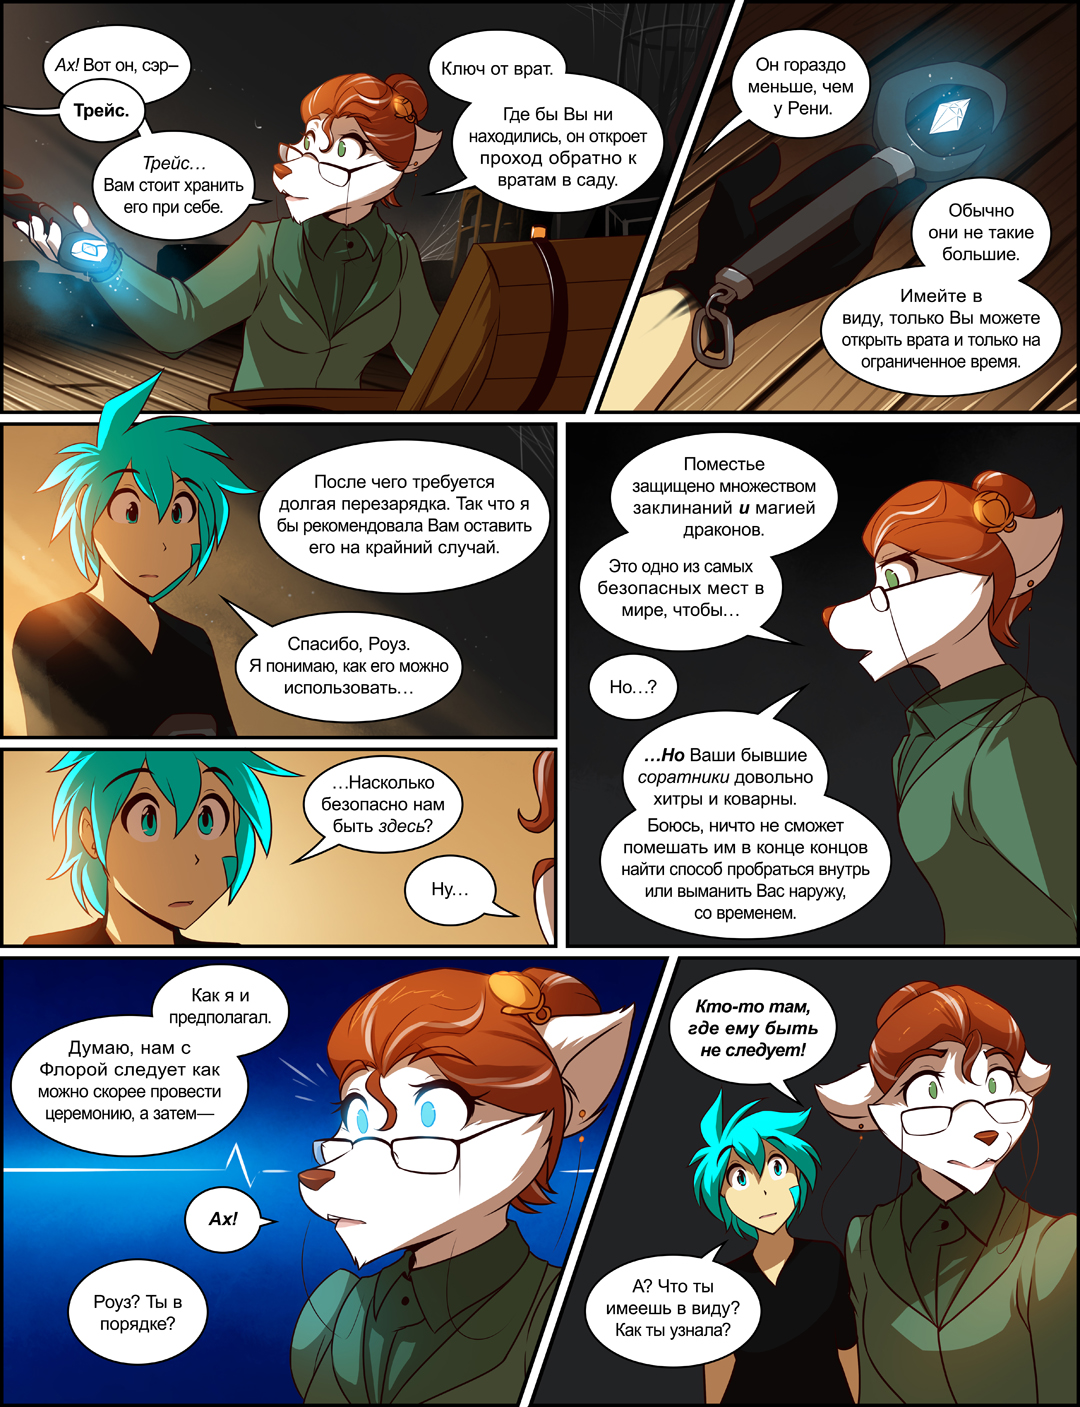 Ах! Вот он, сэр–
Трейс.
Трейс...
Вам стоит хранить
его при себе.
Ключ от врат.
Где бы Вы ни
находились, он откроет
проход обратно к
вратам в саду.
Он гораздо
меньше, чем
у Рени.
Обычно
они не такие
большие.
Имейте в
виду, только Вы можете
открыть врата и только на
ограниченное время.
После чего требуется
долгая перезарядка. Так что я
бы рекомендовала Вам оставить
его на крайний случай.
Спасибо, Роуз.
Я понимаю, как его можно
использовать...
...Насколько
безопасно нам
быть здесь?
Ну...
Поместье
защищено множеством
заклинаний и магией
драконов.
Это одно из самых
безопасных мест в
мире, чтобы...
Но...?
...Но Ваши бывшие
соратники довольно
хитры и коварны.
Боюсь, ничто не сможет
помешать им в конце концов
найти способ пробраться внутрь
или выманить Вас наружу,
со временем.
Как я и
предполагал.
Думаю, нам с
Флорой следует как
можно скорее провести
церемонию, а затем—
Ах!
Роуз? Ты в
порядке?
Кто-то там,
где ему быть
не следует!
А? Что ты
имеешь в виду?
Как ты узнала?